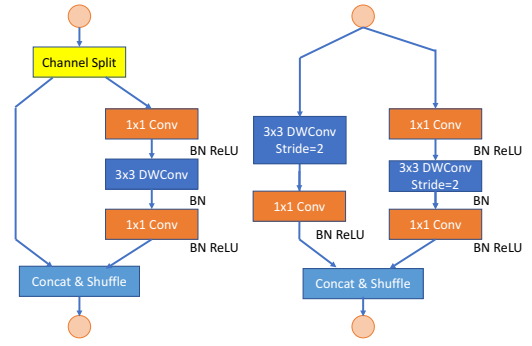 Channel Split
1x1 Conv
BN ReLU
3x3 DWConv
BN
1x1 Conv
BN ReLU
Concat & Shuffle
3x3 DWConv
Stride=2
1x1 Conv
BN ReLU
1x1 Conv
BN ReLU
3x3 DWConv
Stride=2
BN
1x1 Conv
BN ReLU
Concat & Shuffle